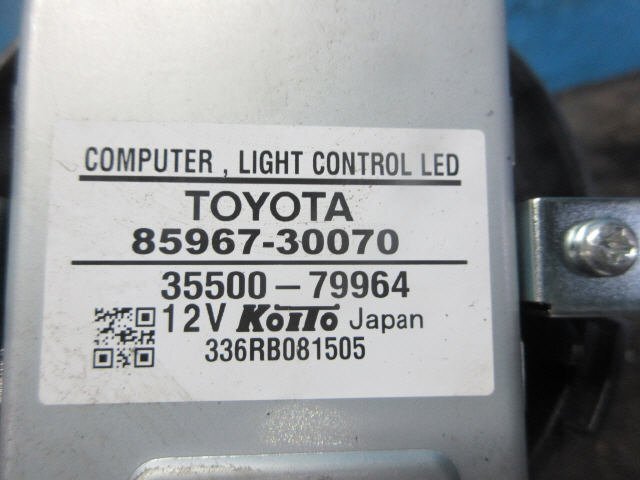 COMPUTER , LIGHT CONTROL LED
TOYOTA
85967-30070
35500-79964
12V KOITO Japan
336RB081505